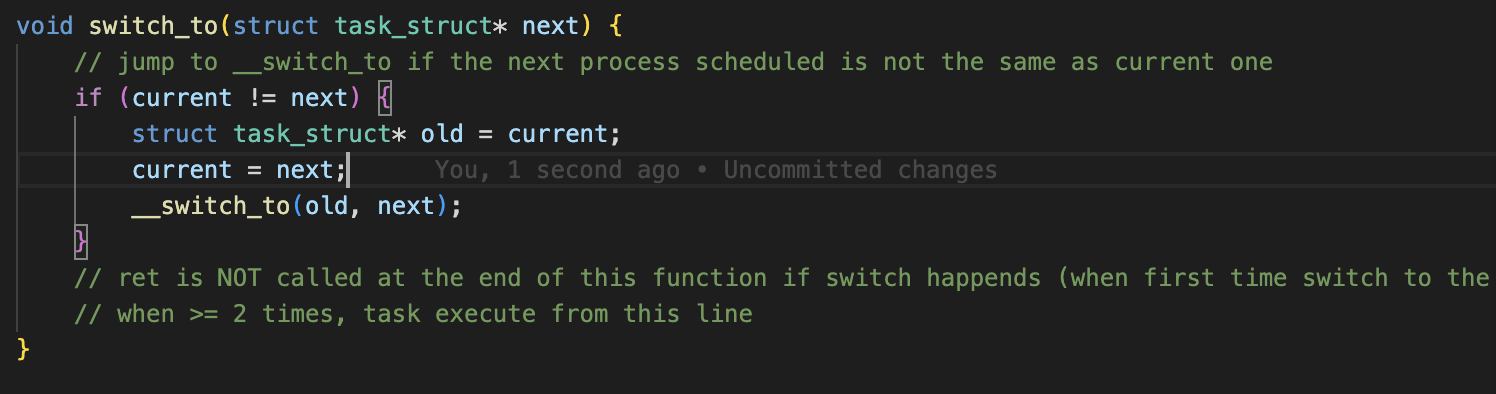 void switch_to(struct task_struct* next) {
    // jump to __switch_to if the next process scheduled is not the same as current one
    if (current != next) {
        struct task_struct* old = current;
        current = next;    You, 1 second ago • Uncommitted changes
        __switch_to(old, next);
    }
    // ret is NOT called at the end of this function if switch happends (when first time switch to the
    // when >= 2 times, task execute from this line
}